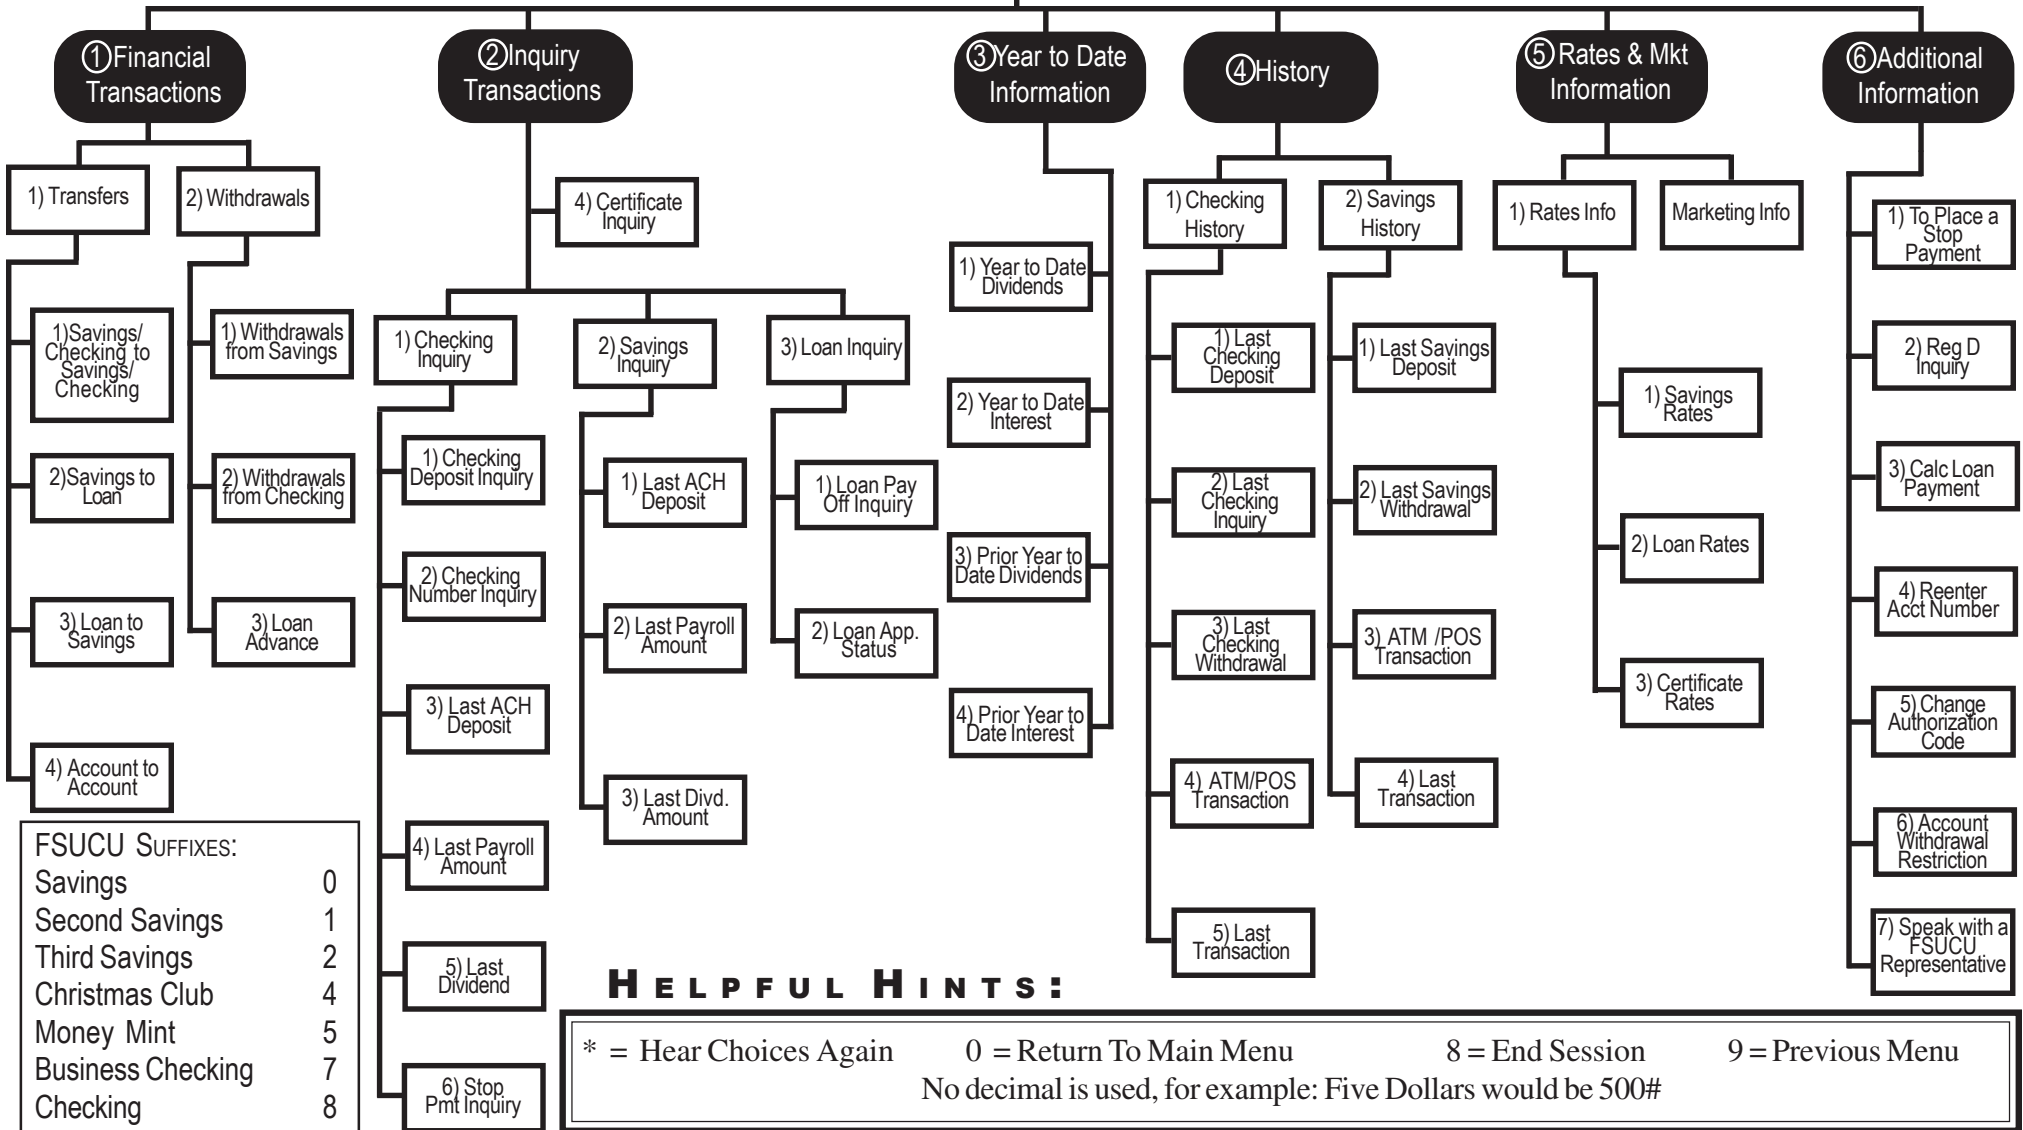 ①Financial
Transactions
②Inquiry
Transactions
③Year to Date
Information
④History
⑤Rates & Mkt
Information
⑥Additional
Information
1) Transfers
2) Withdrawals
1)Savings/
Checking to
Savings/
Checking
2)Savings to
Loan
3) Loan to
Savings
4) Account to
Account
1) Withdrawals
from Savings
2) Withdrawals
from Checking
3) Loan
Advance
4) Certificate
Inquiry
1) Checking
Inquiry
2) Savings
Inquiry
3) Loan Inquiry
1) Checking
Deposit Inquiry
2) Checking
Number Inquiry
3) Last ACH
Deposit
4) Last Payroll
Amount
5) Last
Dividend
6) Stop
Pmt Inquiry
1) Last ACH
Deposit
2) Last Payroll
Amount
3) Last Divd.
Amount
1) Loan Pay
Off Inquiry
2) Loan App.
Status
1) Year to Date
Dividends
2) Year to Date
Interest
3) Prior Year to
Date Dividends
4) Prior Year to
Date Interest
1) Checking
History
2) Savings
History
1) Last
Checking
Deposit
2) Last
Checking
Inquiry
3) Last
Checking
Withdrawal
4) ATM/POS
Transaction
5) Last
Transaction
1) Last Savings
Deposit
2) Last Savings
Withdrawal
3) ATM /POS
Transaction
4) Last
Transaction
1) Rates Info
Marketing Info
1) Savings
Rates
2) Loan Rates
3) Certificate
Rates
1) To Place a
Stop
Payment
2) Reg D
Inquiry
3) Calc Loan
Payment
4) Reenter
Acct Number
5) Change
Authorization
Code
6) Account
Withdrawal
Restriction
7) Speak with a
FSUCU
Representative
FSUCU SUFFIXES:
Savings 0
Second Savings 1
Third Savings 2
Christmas Club 4
Money Mint 5
Business Checking 7
Checking 8
HELPFUL HINTS:
* = Hear Choices Again 0 = Return To Main Menu 8 = End Session 9 = Previous Menu
No decimal is used, for example: Five Dollars would be 500#